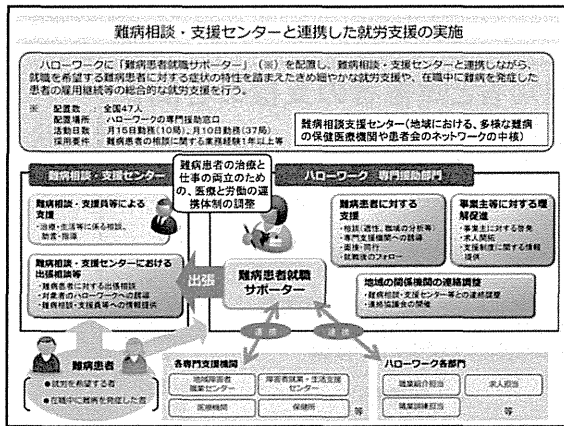 難病相談・支援センターと連携した就労支援の実施
ハローワークに「難病患者就職サポーター」（※）を配置し、難病相談・支援センターと連携しながら、
就職を希望する難病患者に対する症状の特性を踏まえたきめ細やかな就労支援や、在職中に難病を発症した
患者の雇用継続等の総合的な就労支援を行う。
※ 配置数：全国47人
配置場所：ハローワークの専門援助窓口
活動日数：月15日勤務(10局)、月10日勤務(37局)
採用要件：難病患者の相談に関する業務経験1年以上等
難病相談支援センター(地域における、多様な難病
の保健医療機関や患者会のネットワークの中核)
難病患者の治療と
仕事の両立のため
の、医療と労働の連
携体制の調整
難病相談・支援センター
難病相談・支援員等による
支援
・治療・生活等に係る相談、
助言・指導
難病相談・支援センターにおける
出張相談等
・難病患者に対する出張相談
・対象者のハローワークへの誘導
・難病相談・支援員等への情報提供
ハローワーク 専門援助部門
難病患者に対する
支援
・相談(適性、職域の分析等)
・専門支援機関への誘導
・面接・同行
・就職後のフォロー
事業主等に対する理
解促進
・事業主に対する啓発
・求人開拓
・支援制度に関する情報
提供
地域の関係機関の連絡調整
・難病相談・支援センター等との連絡調整
・連絡協議会の開催
出張
難病患者就職
サポーター
連携
連携
難病患者
●就労を希望する者
●在職中に難病を発症した者
各専門支援機関
地域障害者
職業センター
障害者就業・生活支援
センター
医療機関
保健所
等
ハローワーク各部門
職業紹介担当
求人担当
職業訓練担当
等